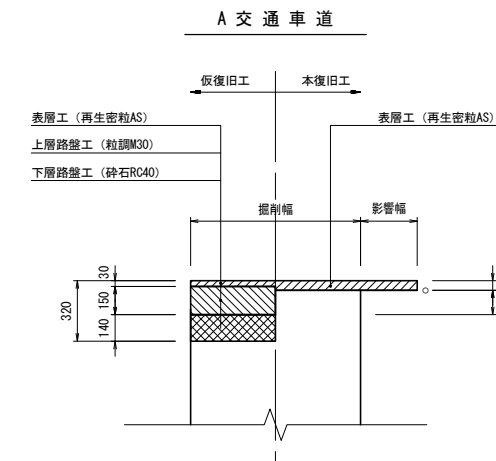 A交通車道
仮復旧工 本復旧工
表層工（再生密粒AS） 表層工（再生密粒AS）
上層路盤工（粒調M30）
下層路盤工（砕石RC40）
掘削幅 影響幅
30
150
140
320